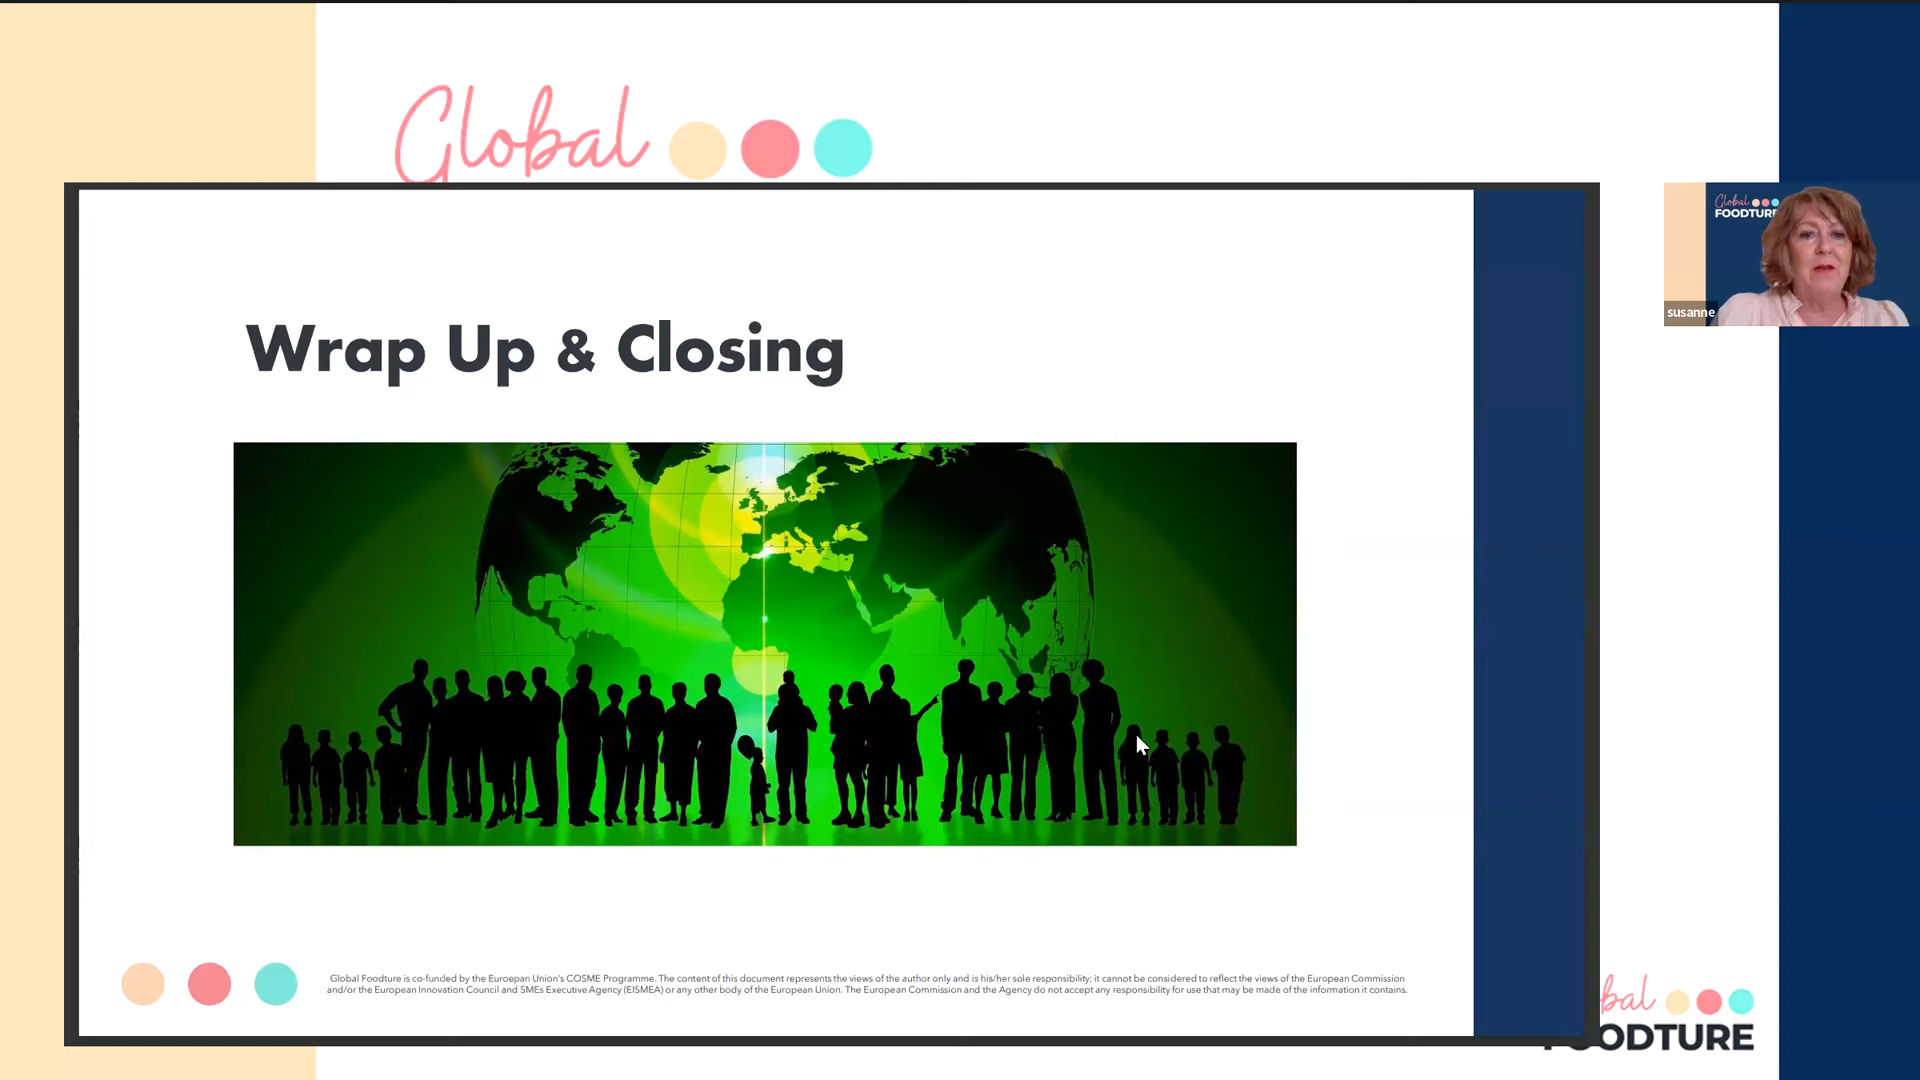 Global
Global
FOODTURE
susanne
Wrap Up & Closing
Global Foodture is co-funded by the Euroepan Union's COSME Programme. The content of this document represents the views of the author only and is his/her sole responsibility; it cannot be considered to reflect the views of the European Commission
and/or the European Innovation Council and SMEs Executive Agency (EISMEA) or any other body of the European Union. The European Commission and the Agency do not accept any responsibility for use that may be made of the information it contains.
bal
OODTURE